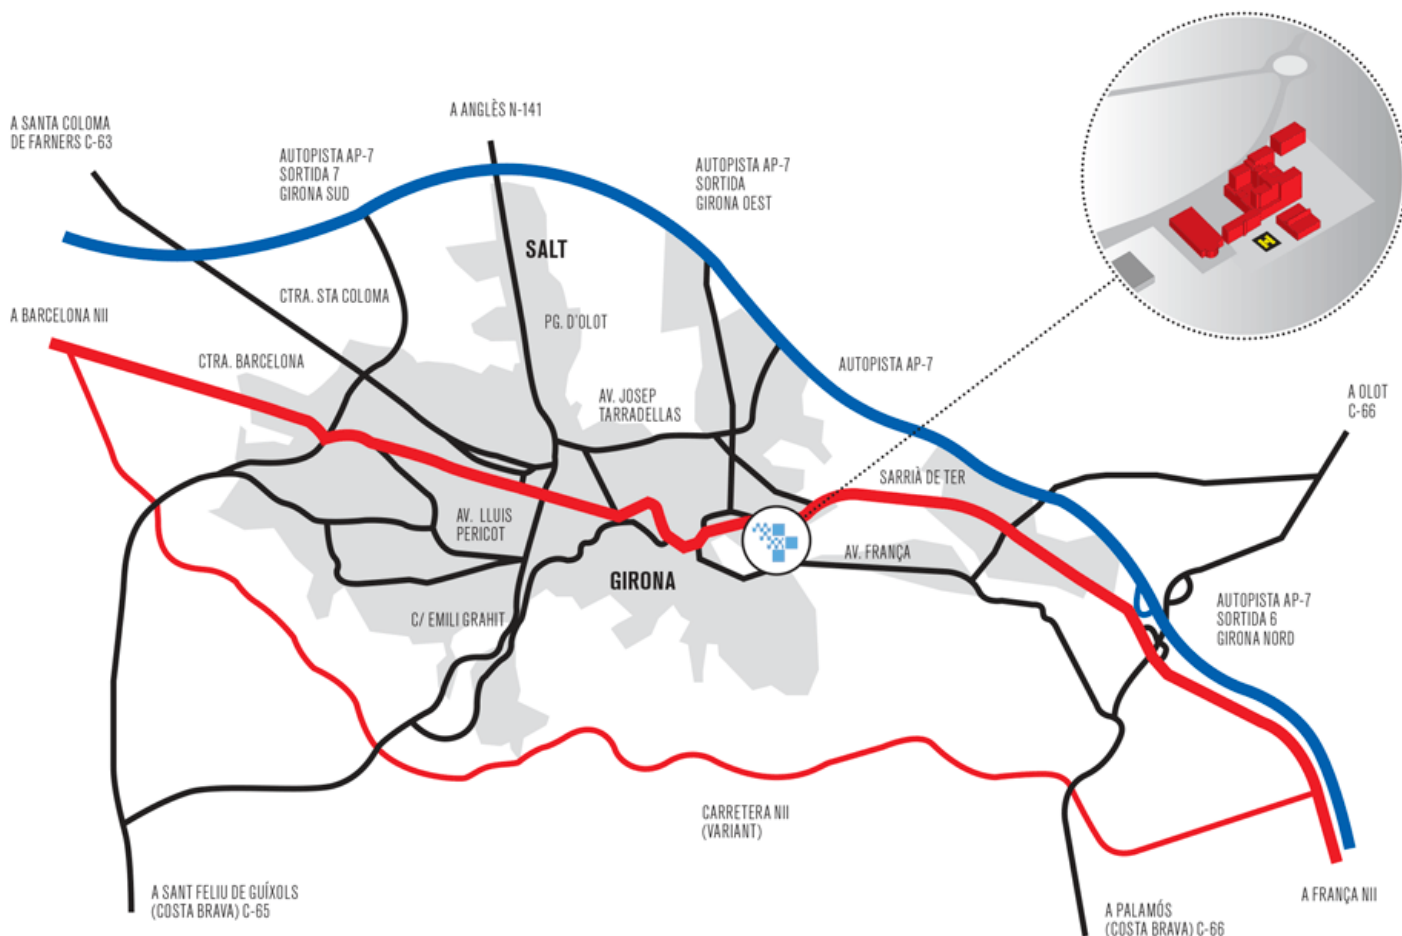 A ANGLÈS N-141
A SANTA COLOMA
DE FARNERS C-63
AUTOPISTA AP-7
SORTIDA 7
GIRONA SUD
AUTOPISTA AP-7
SORTIDA
GIRONA OEST
SALT
H
CTRA. STA COLOMA
A BARCELONA NII
PG. D'OLOT
CTRA. BARCELONA
AUTOPISTA AP-7
AV. JOSEP
TARRADELLAS
A OLOT
C-66
SARRIÀ DE TER
AV. LLUIS
PERICOT
AV. FRANÇA
GIRONA
C/ EMILI GRAHIT
AUTOPISTA AP-7
SORTIDA 6
GIRONA NORD
CARRETERA NII
(VARIANT)
A SANT FELIU DE GUÍXOLS
(COSTA BRAVA) C-65
A FRANÇA NII
A PALAMÓS
(COSTA BRAVA) C-66